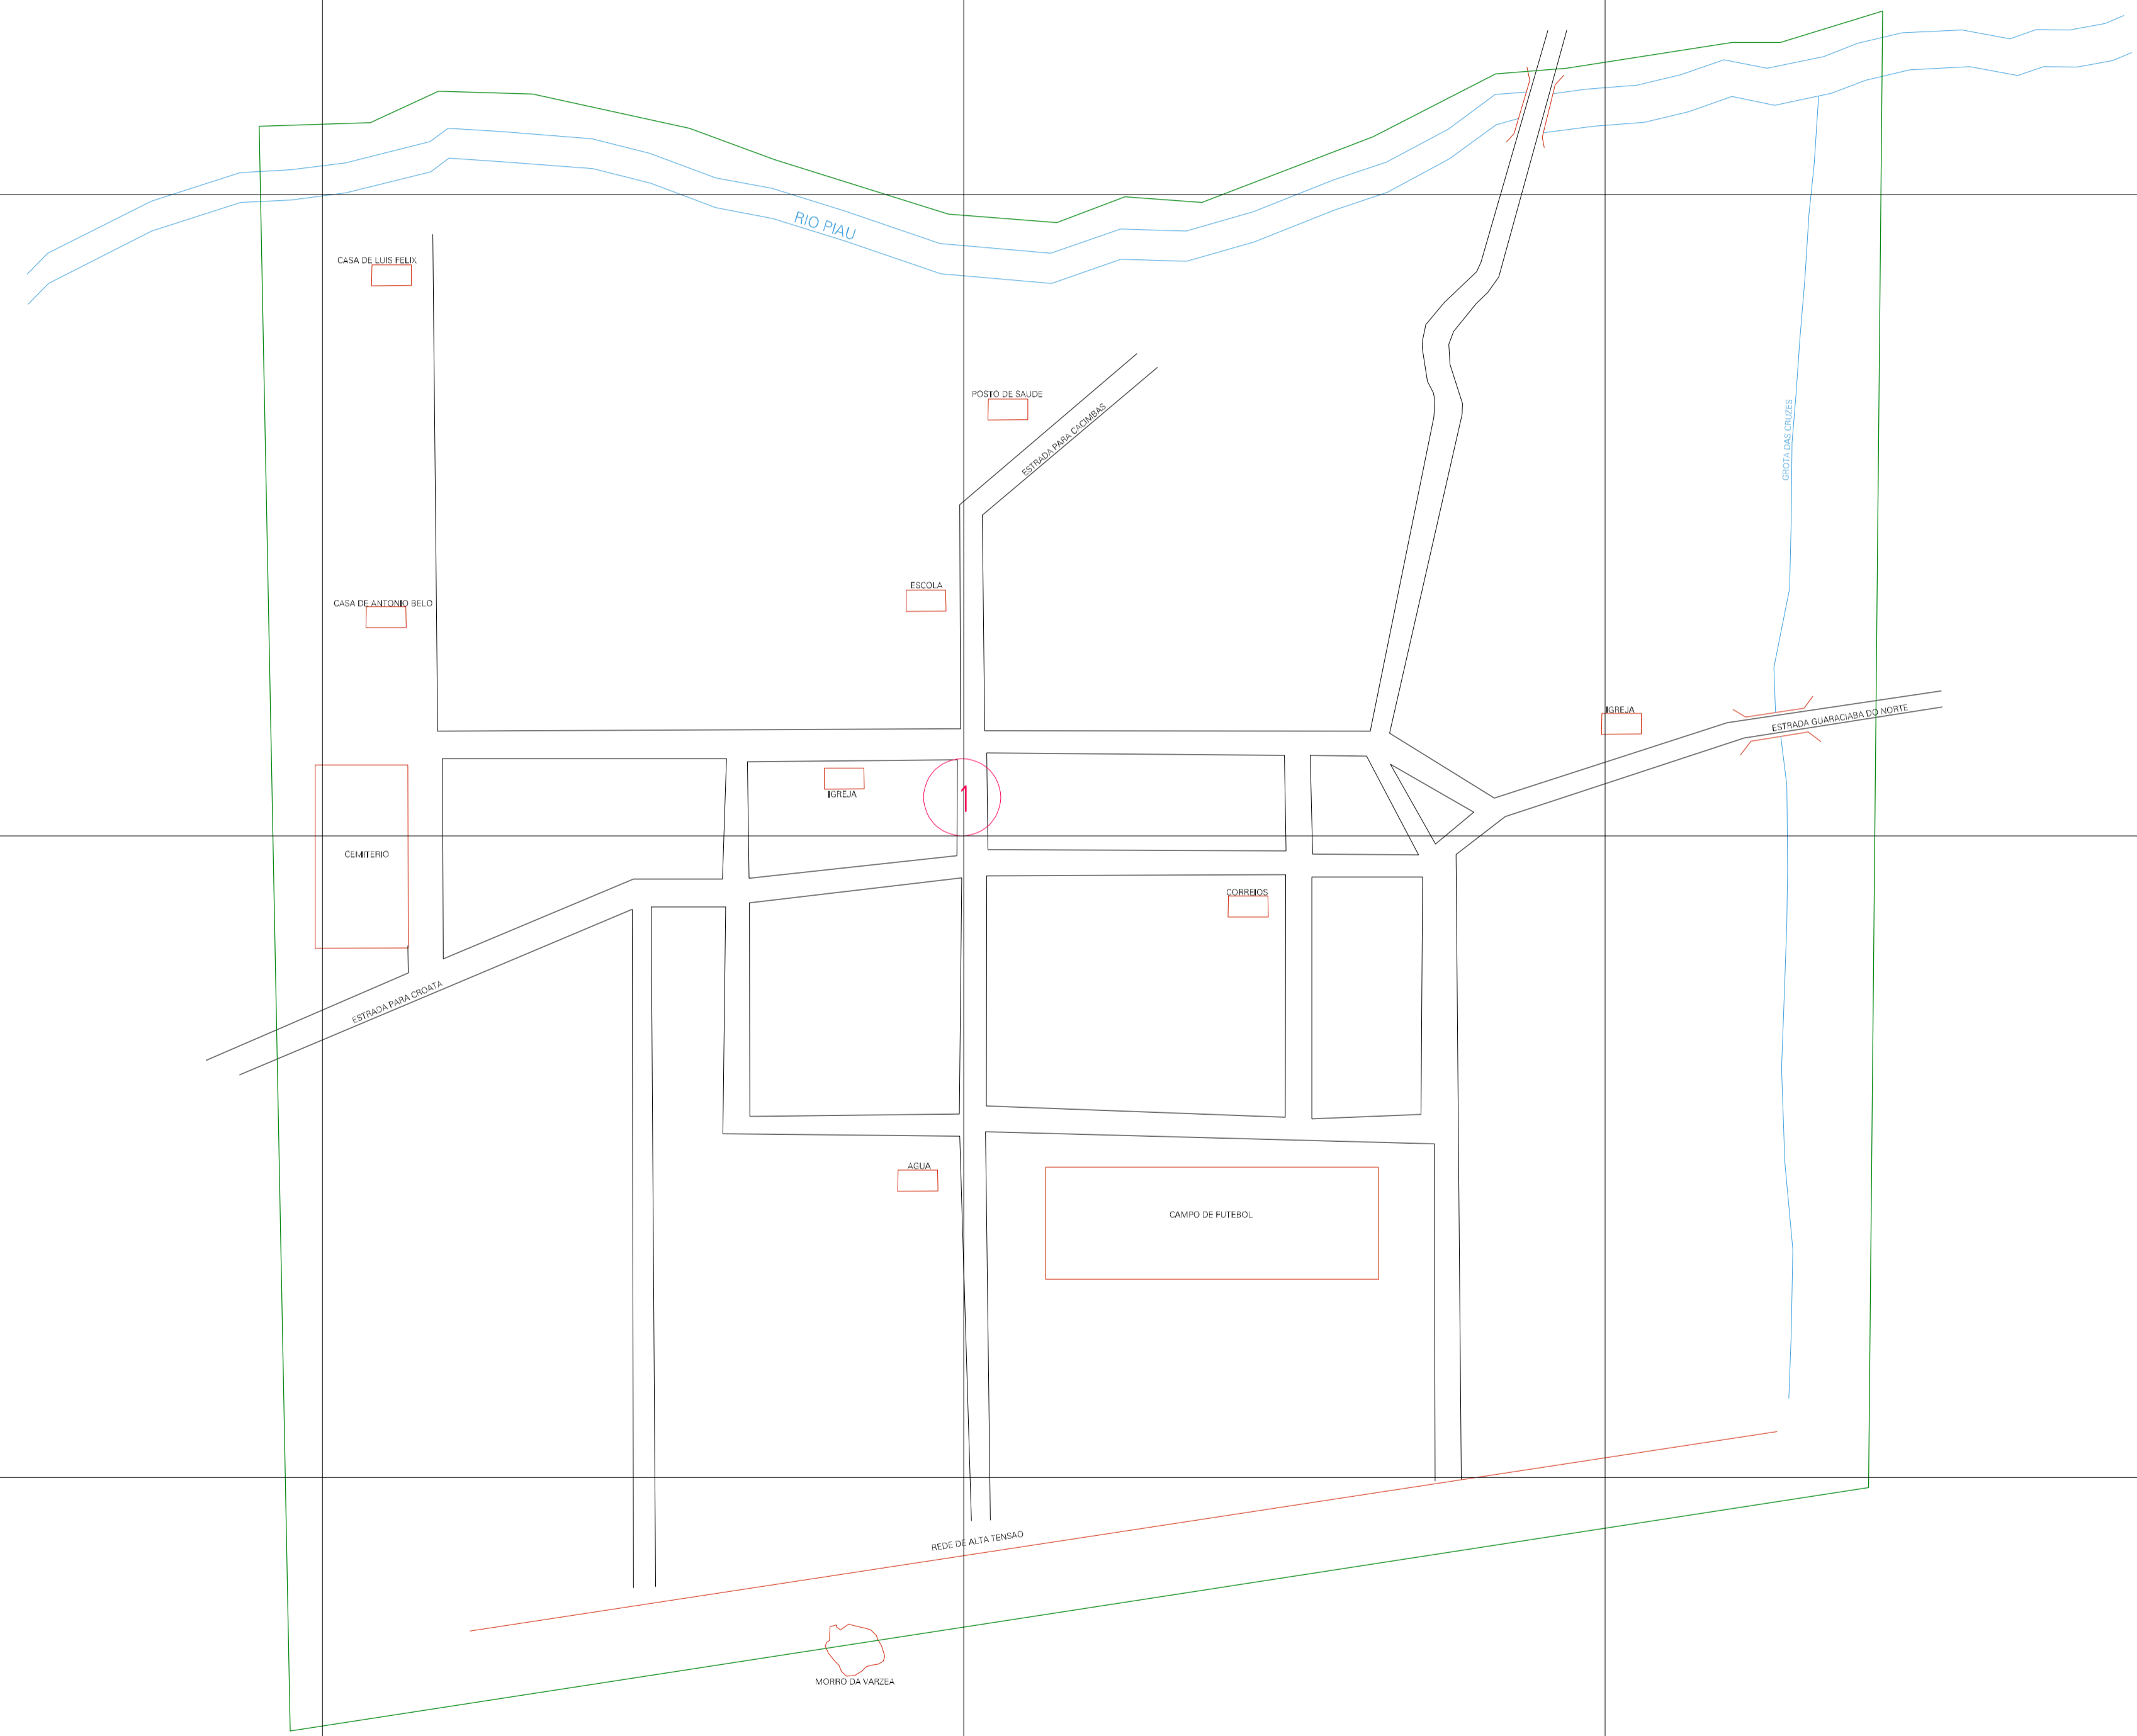 RIO PIAU
CASA DE LUIS FELIX
POSTO DE SAUDE
ESTRADA PARA CACIMBAS
GROTA DAS CRUZES
ESCOLA
CASA DE ANTONIO BELO
IGREJA
ESTRADA GUARACIABA DO NORTE
IGREJA
1
CEMITERIO
CORREIOS
ESTRADA PARA CROATA
AGUA
CAMPO DE FUTEBOL
REDE DE ALTA TENSAO
MORRO DA VARZEA